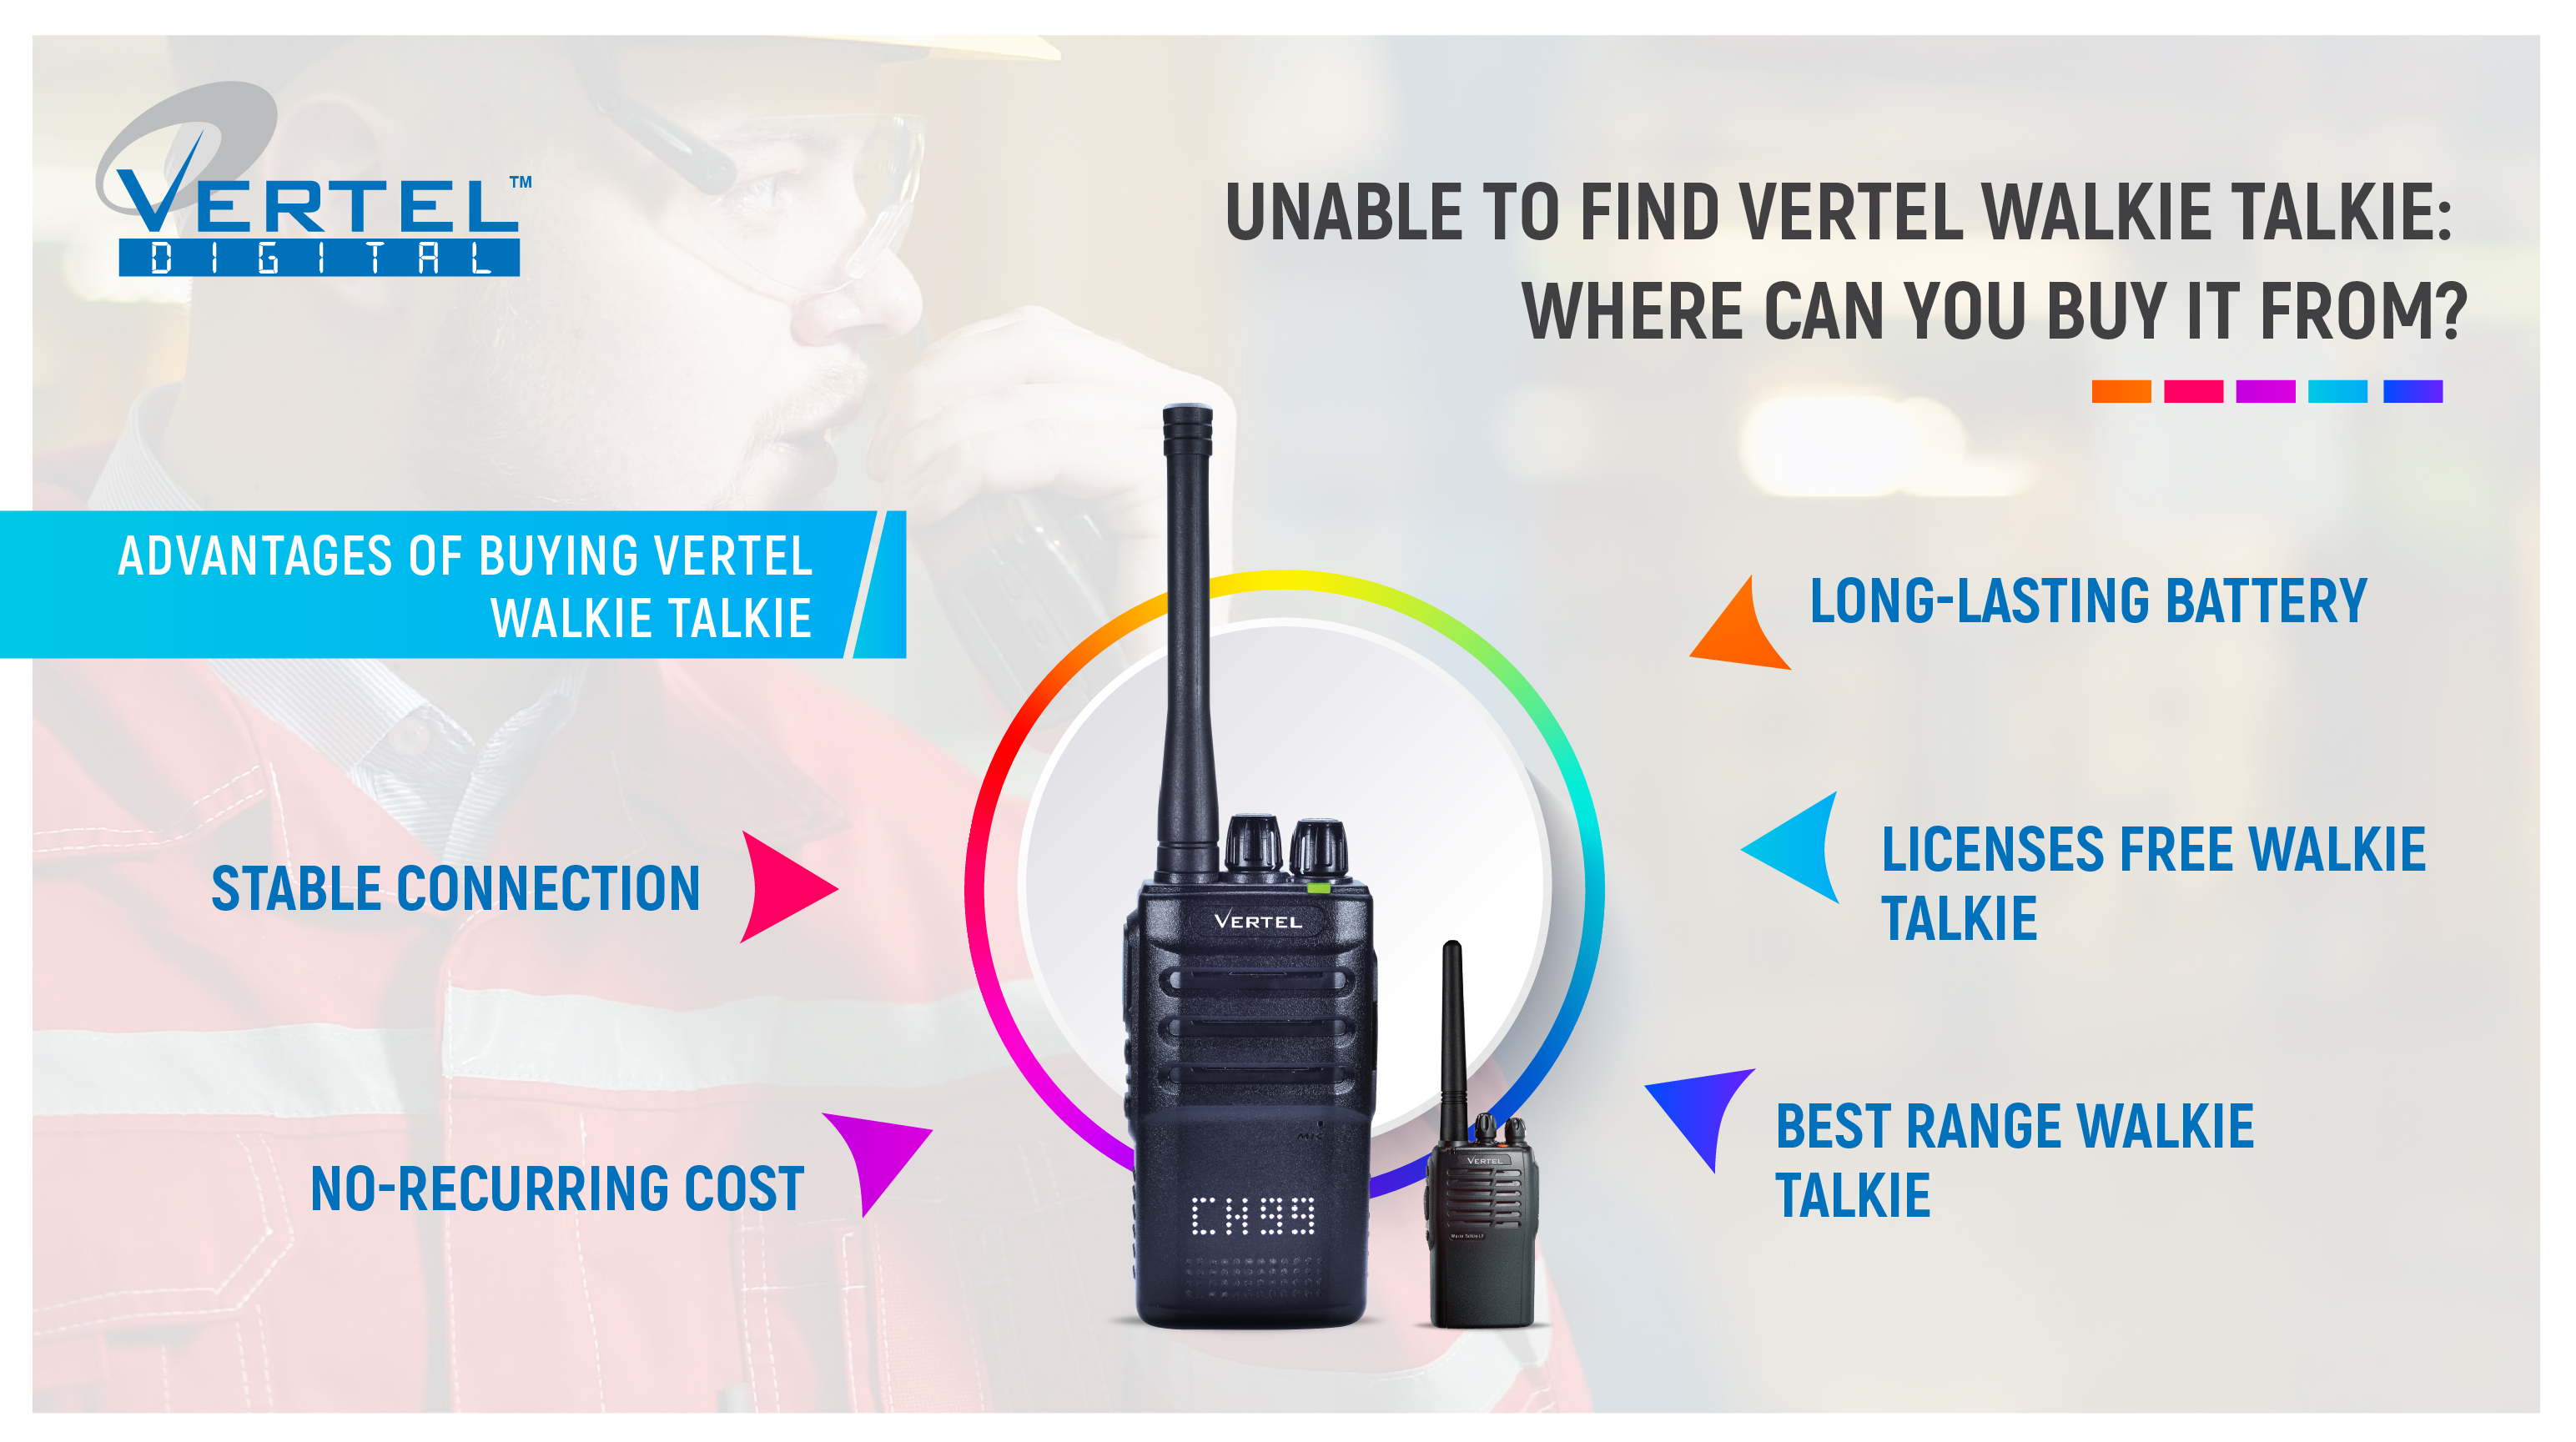 VERTEL™
DIGITAL
UNABLE TO FIND VERTEL WALKIE TALKIE:
WHERE CAN YOU BUY IT FROM?
ADVANTAGES OF BUYING VERTEL
WALKIE TALKIE
STABLE CONNECTION
NO-RECURRING COST
LONG-LASTING BATTERY
LICENSES FREE WALKIE
TALKIE
BEST RANGE WALKIE
TALKIE
VERTEL
MIC
CH99
VERTEL